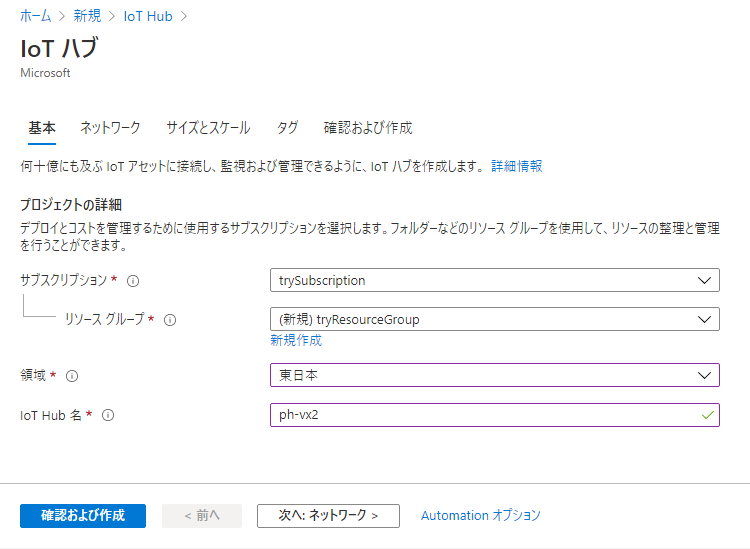 ホーム > 新規 > IoT Hub >
IoT ハブ
Microsoft
基本 ネットワーク サイズとスケール タグ 確認および作成
何十億にも及ぶ IoT アセットに接続し、監視および管理できるように、IoT ハブを作成します。 詳細情報
プロジェクトの詳細
デプロイとコストを管理するために使用するサブスクリプションを選択します。フォルダーなどのリソース グループを使用して、リソースの整理と管理
を行うことができます。
サブスクリプション * trySubscription
リソース グループ * (新規) tryResourceGroup
新規作成
領域 * 東日本
IoT Hub 名 * ph-vx2
確認および作成 < 前へ 次へ: ネットワーク > Automation オプション